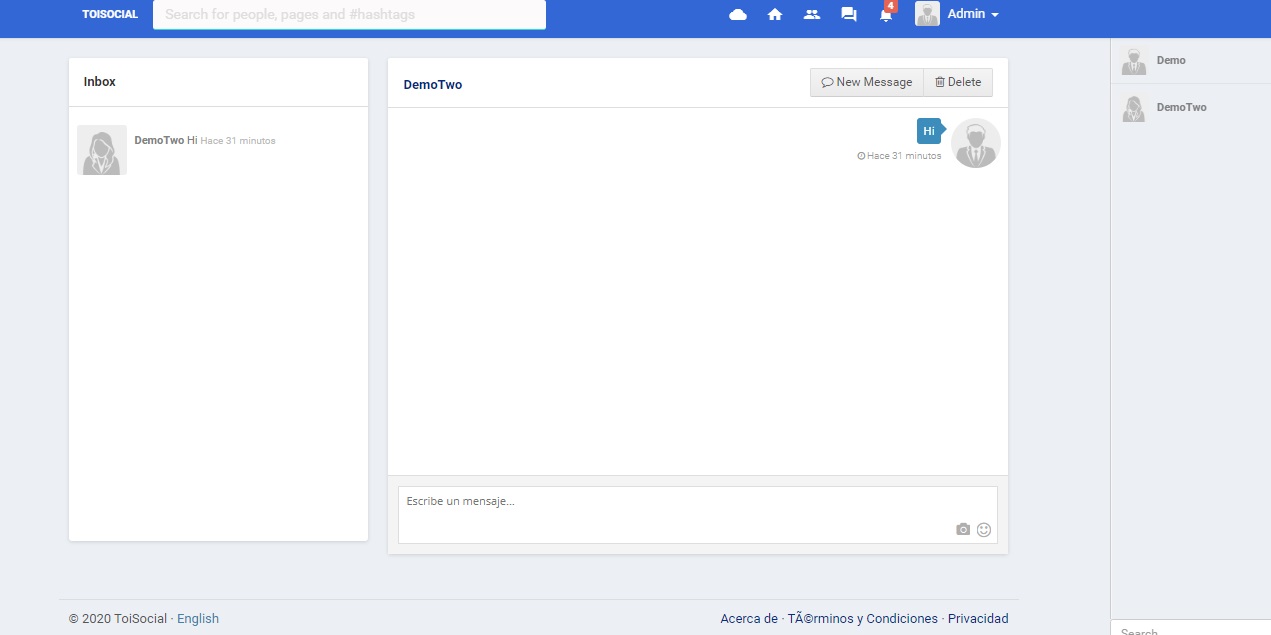 TOISOCIAL Search for people, pages and #hashtags 4 Admin
Inbox
DemoTwo Hi Hace 31 minutos
DemoTwo New Message Delete
Hi
Hace 31 minutos
Escribe un mensaje...
Demo
DemoTwo
© 2020 ToiSocial · English Acerca de · TÃ©rminos y Condiciones · Privacidad
Search